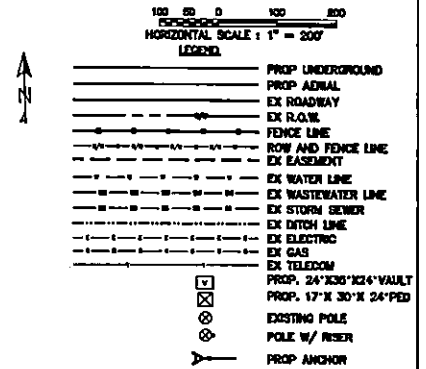 100 50 0 100 200
HORIZONTAL SCALE : 1" = 200'
LEGEND
N
PROP UNDERGROUND
PROP AERIAL
EX ROADWAY
EX R.O.W.
FENCE LINE
ROW AND FENCE LINE
EX EASEMENT
EX WATER LINE
EX WASTEWATER LINE
EX STORM SEWER
EX DITCH LINE
EX ELECTRIC
EX GAS
EX TELECOM
V PROP. 24"X36"X24"VAULT
PROP. 17"X 30"X 24"PED
EXISTING POLE
POLE W/ RISER
PROP ANCHOR